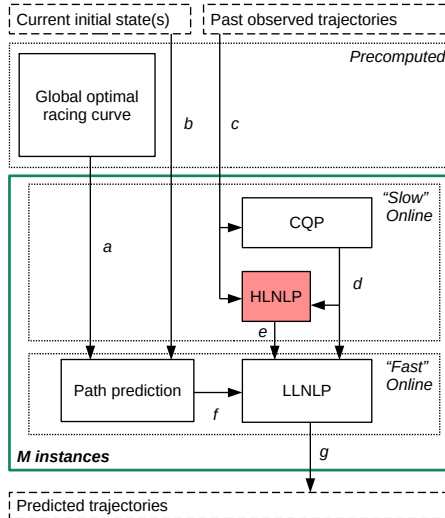 Current initial state(s)
Past observed trajectories
Precomputed
Global optimal
racing curve
b
c
a
“Slow”
Online
CQP
d
HLNLP
e
“Fast”
Online
Path prediction
LLNLP
f
g
M instances
Predicted trajectories